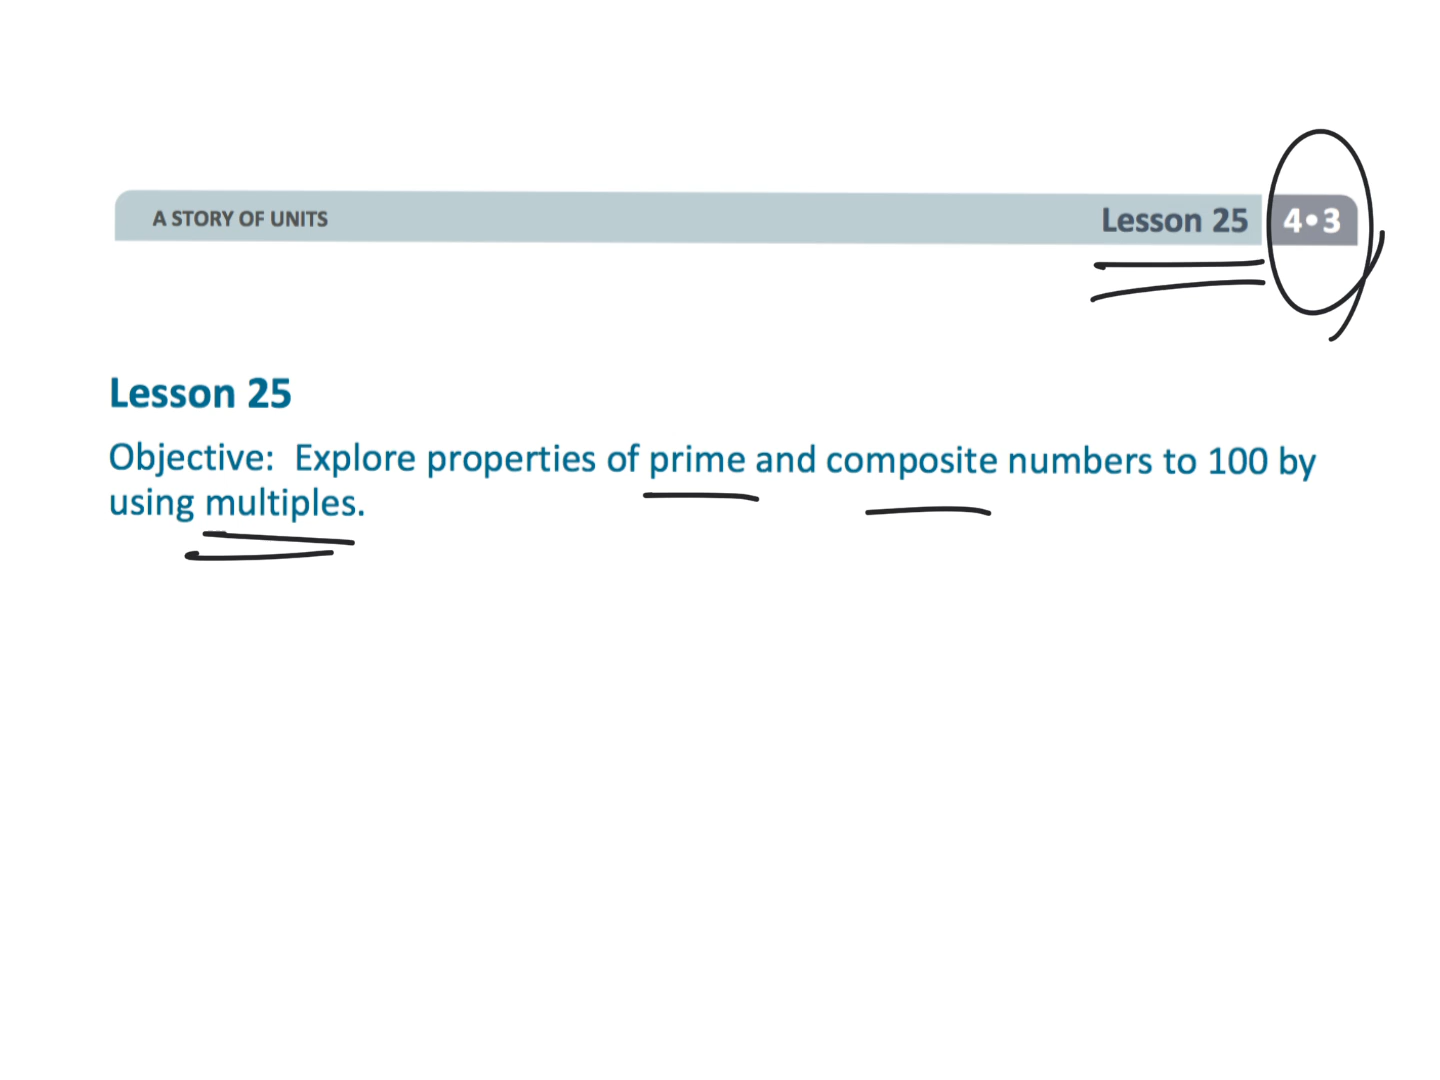 A STORY OF UNITS
Lesson 25
4•3
Lesson 25
Objective: Explore properties of prime and composite numbers to 100 by
using multiples.